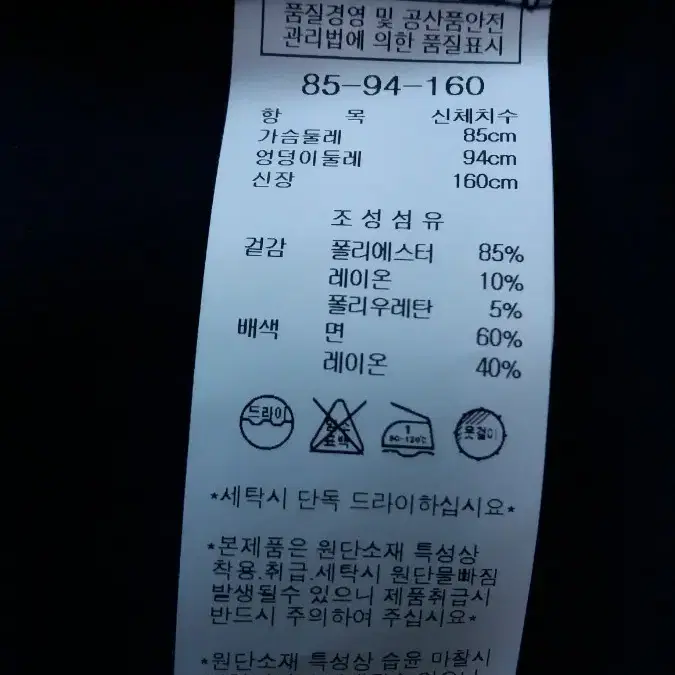 품질경영 및 공산품안전
관리법에 의한 품질표시
85-94-160
항 목 신체치수
가슴둘레 85cm
엉덩이둘레 94cm
신장 160cm
조성섬유
겉감 폴리에스터 85%
레이온 10%
폴리우레탄 5%
배색 면 60%
레이온 40%
드라이
염소
표백
1
80~120℃
옷걸이
*세탁시 단독 드라이하십시요*
*본제품은 원단소재 특성상
착용.취급.세탁시 원단물빠짐
발생될수 있으니 제품취급시
반드시 주의하여 주십시요*
*원단소재 특성상 습윤 마찰시